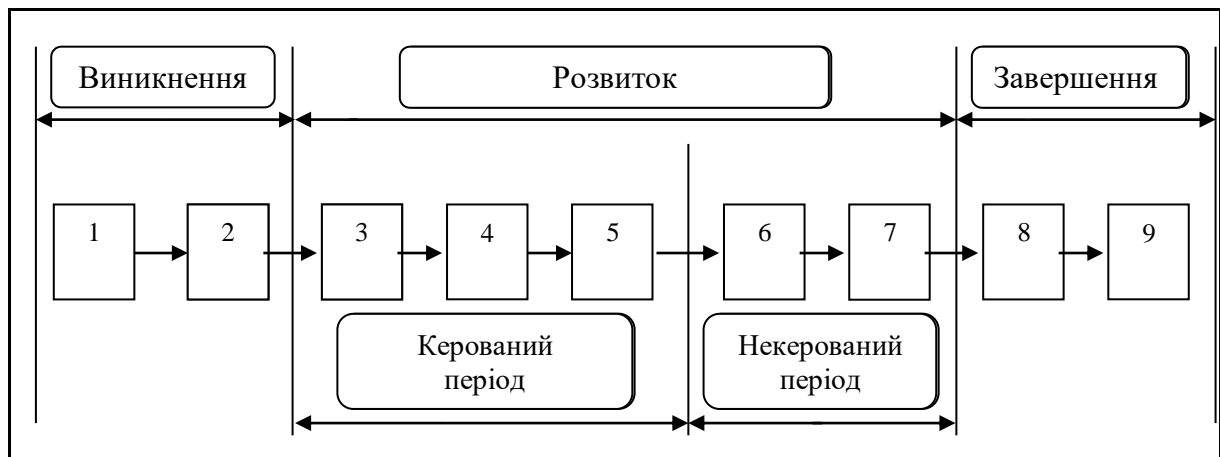 Виникнення
Розвиток
Завершення
1
2
3
4
5
6
7
8
9
Керований
період
Некерований
період